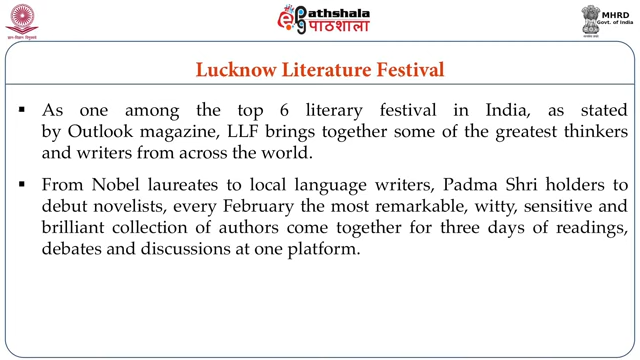 Pathshala
पाठशाला
MHRD
Govt. of India
Lucknow Literature Festival
▪ As one among the top 6 literary festival in India, as stated
by Outlook magazine, LLF brings together some of the greatest thinkers
and writers from across the world.
▪ From Nobel laureates to local language writers, Padma Shri holders to
debut novelists, every February the most remarkable, witty, sensitive and
brilliant collection of authors come together for three days of readings,
debates and discussions at one platform.